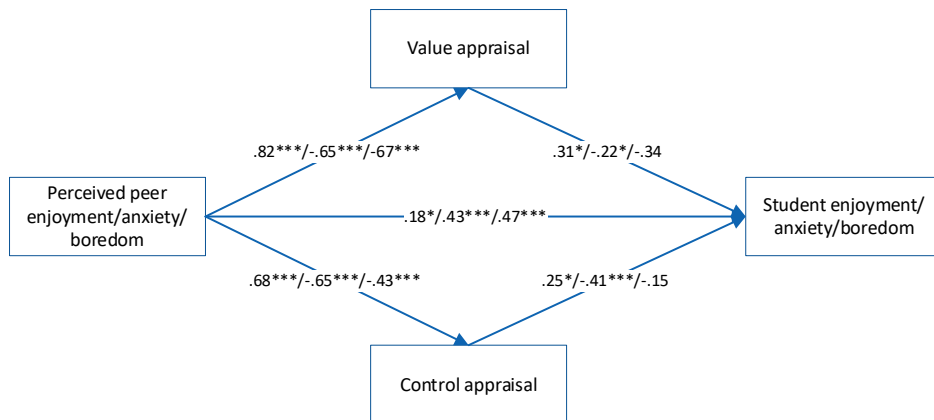 Value appraisal
.82***/-.65***/-67***
.31*/-.22*/-.34
Perceived peer
enjoyment/anxiety/
boredom
.18*/.43***/.47***
Student enjoyment/
anxiety/boredom
.68***/-.65***/-.43***
.25*/-.41***/-.15
Control appraisal